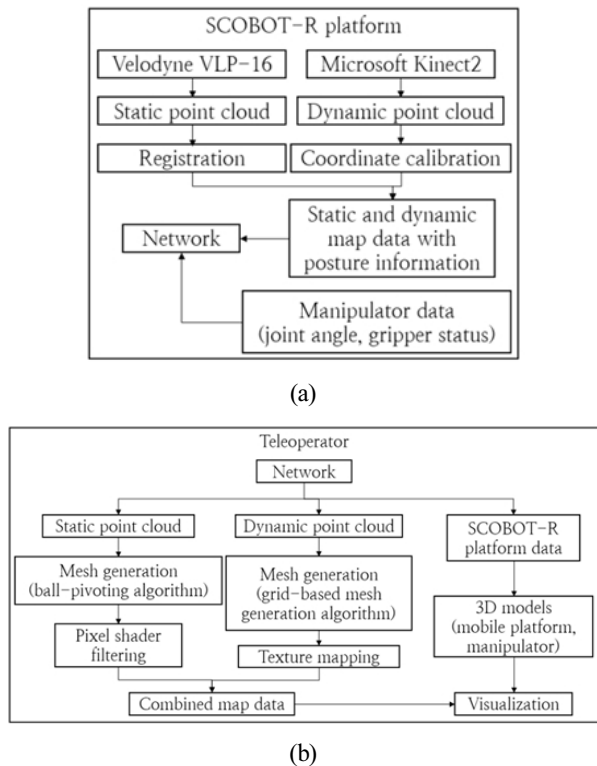 SCOBOT-R platform
Velodyne VLP-16
Microsoft Kinect2
Static point cloud
Dynamic point cloud
Registration
Coordinate calibration
Network
Static and dynamic
map data with
posture information
Manipulator data
(joint angle, gripper status)
(a)
Teleoperator
Network
Static point cloud
Dynamic point cloud
SCOBOT-R
platform data
Mesh generation
(ball-pivoting algorithm)
Mesh generation
(grid-based mesh
generation algorithm)
3D models
(mobile platform,
manipulator)
Pixel shader
filtering
Texture mapping
Combined map data
Visualization
(b)